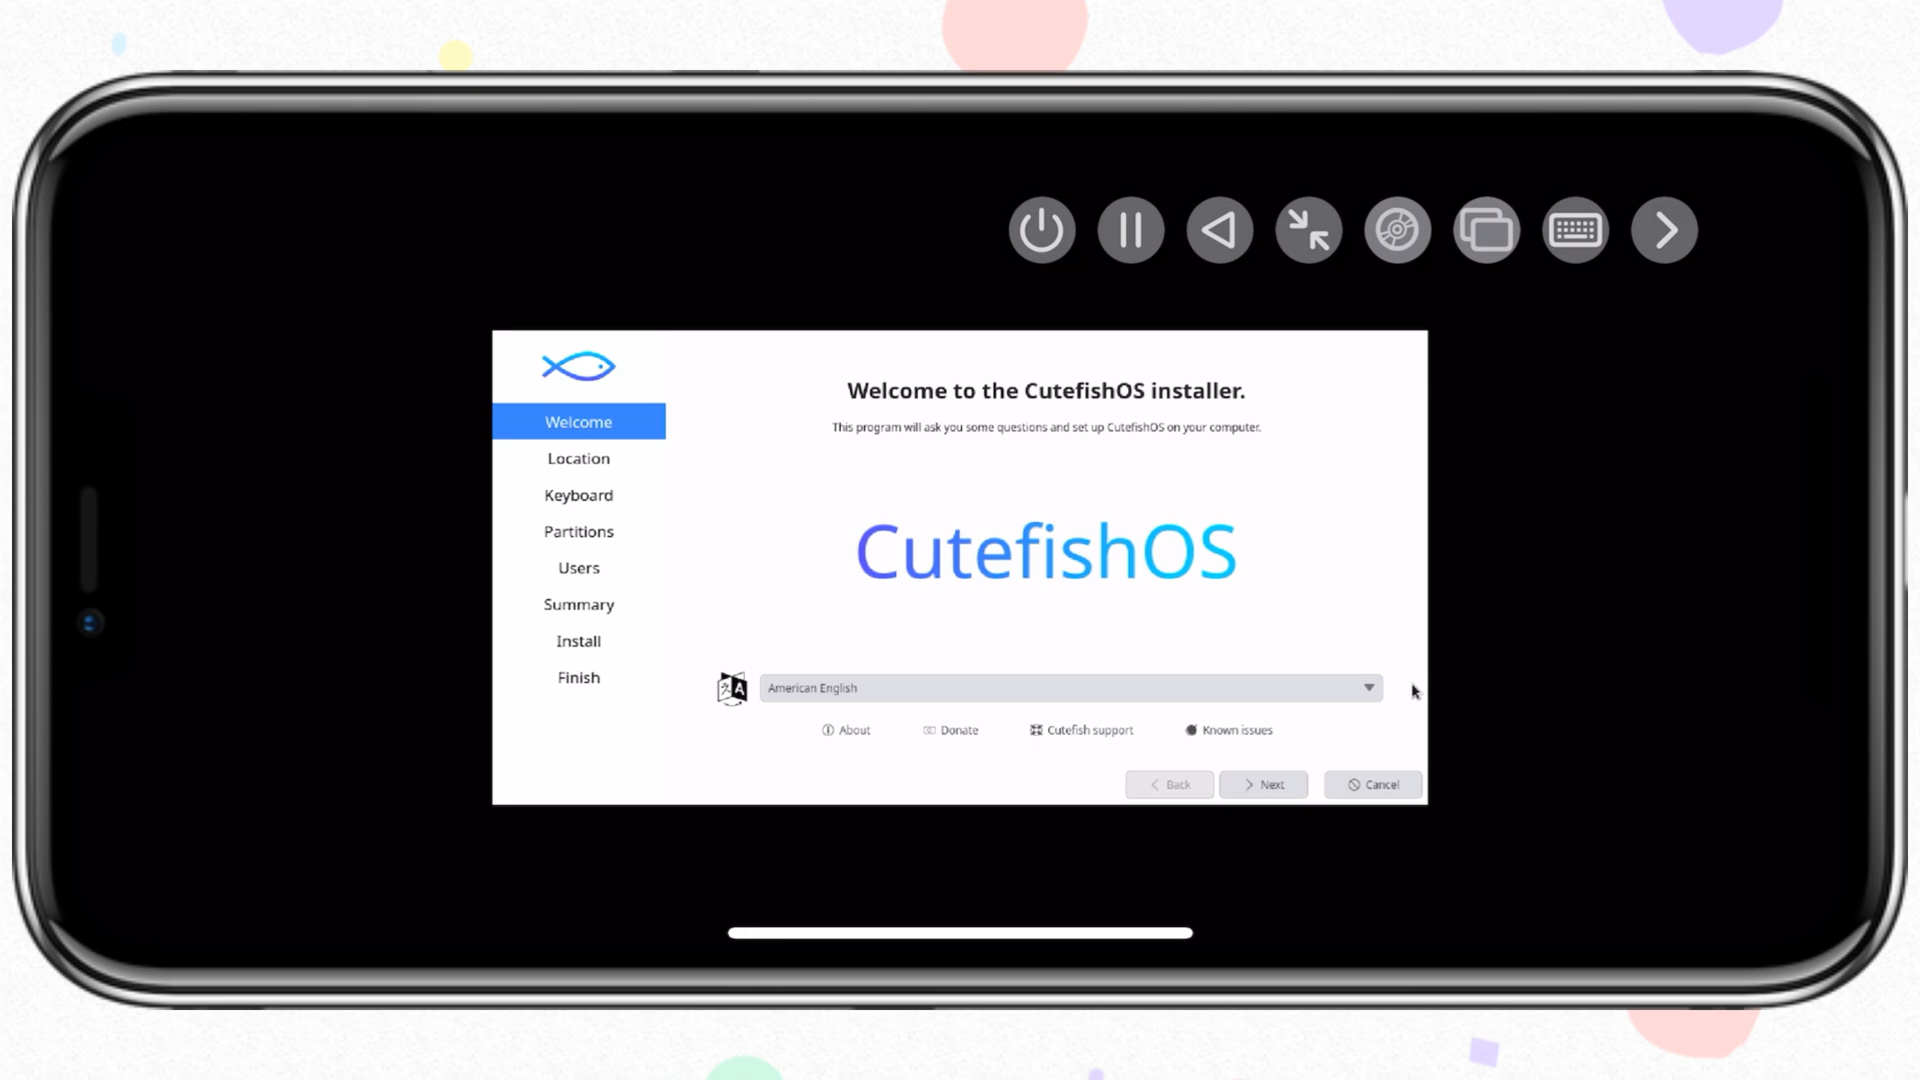 Welcome
Location
Keyboard
Partitions
Users
Summary
Install
Finish
Welcome to the CutefishOS installer.
This program will ask you some questions and set up CutefishOS on your computer.
CutefishOS
American English
About
Donate
Cutefish support
Known issues
Back
Next
Cancel